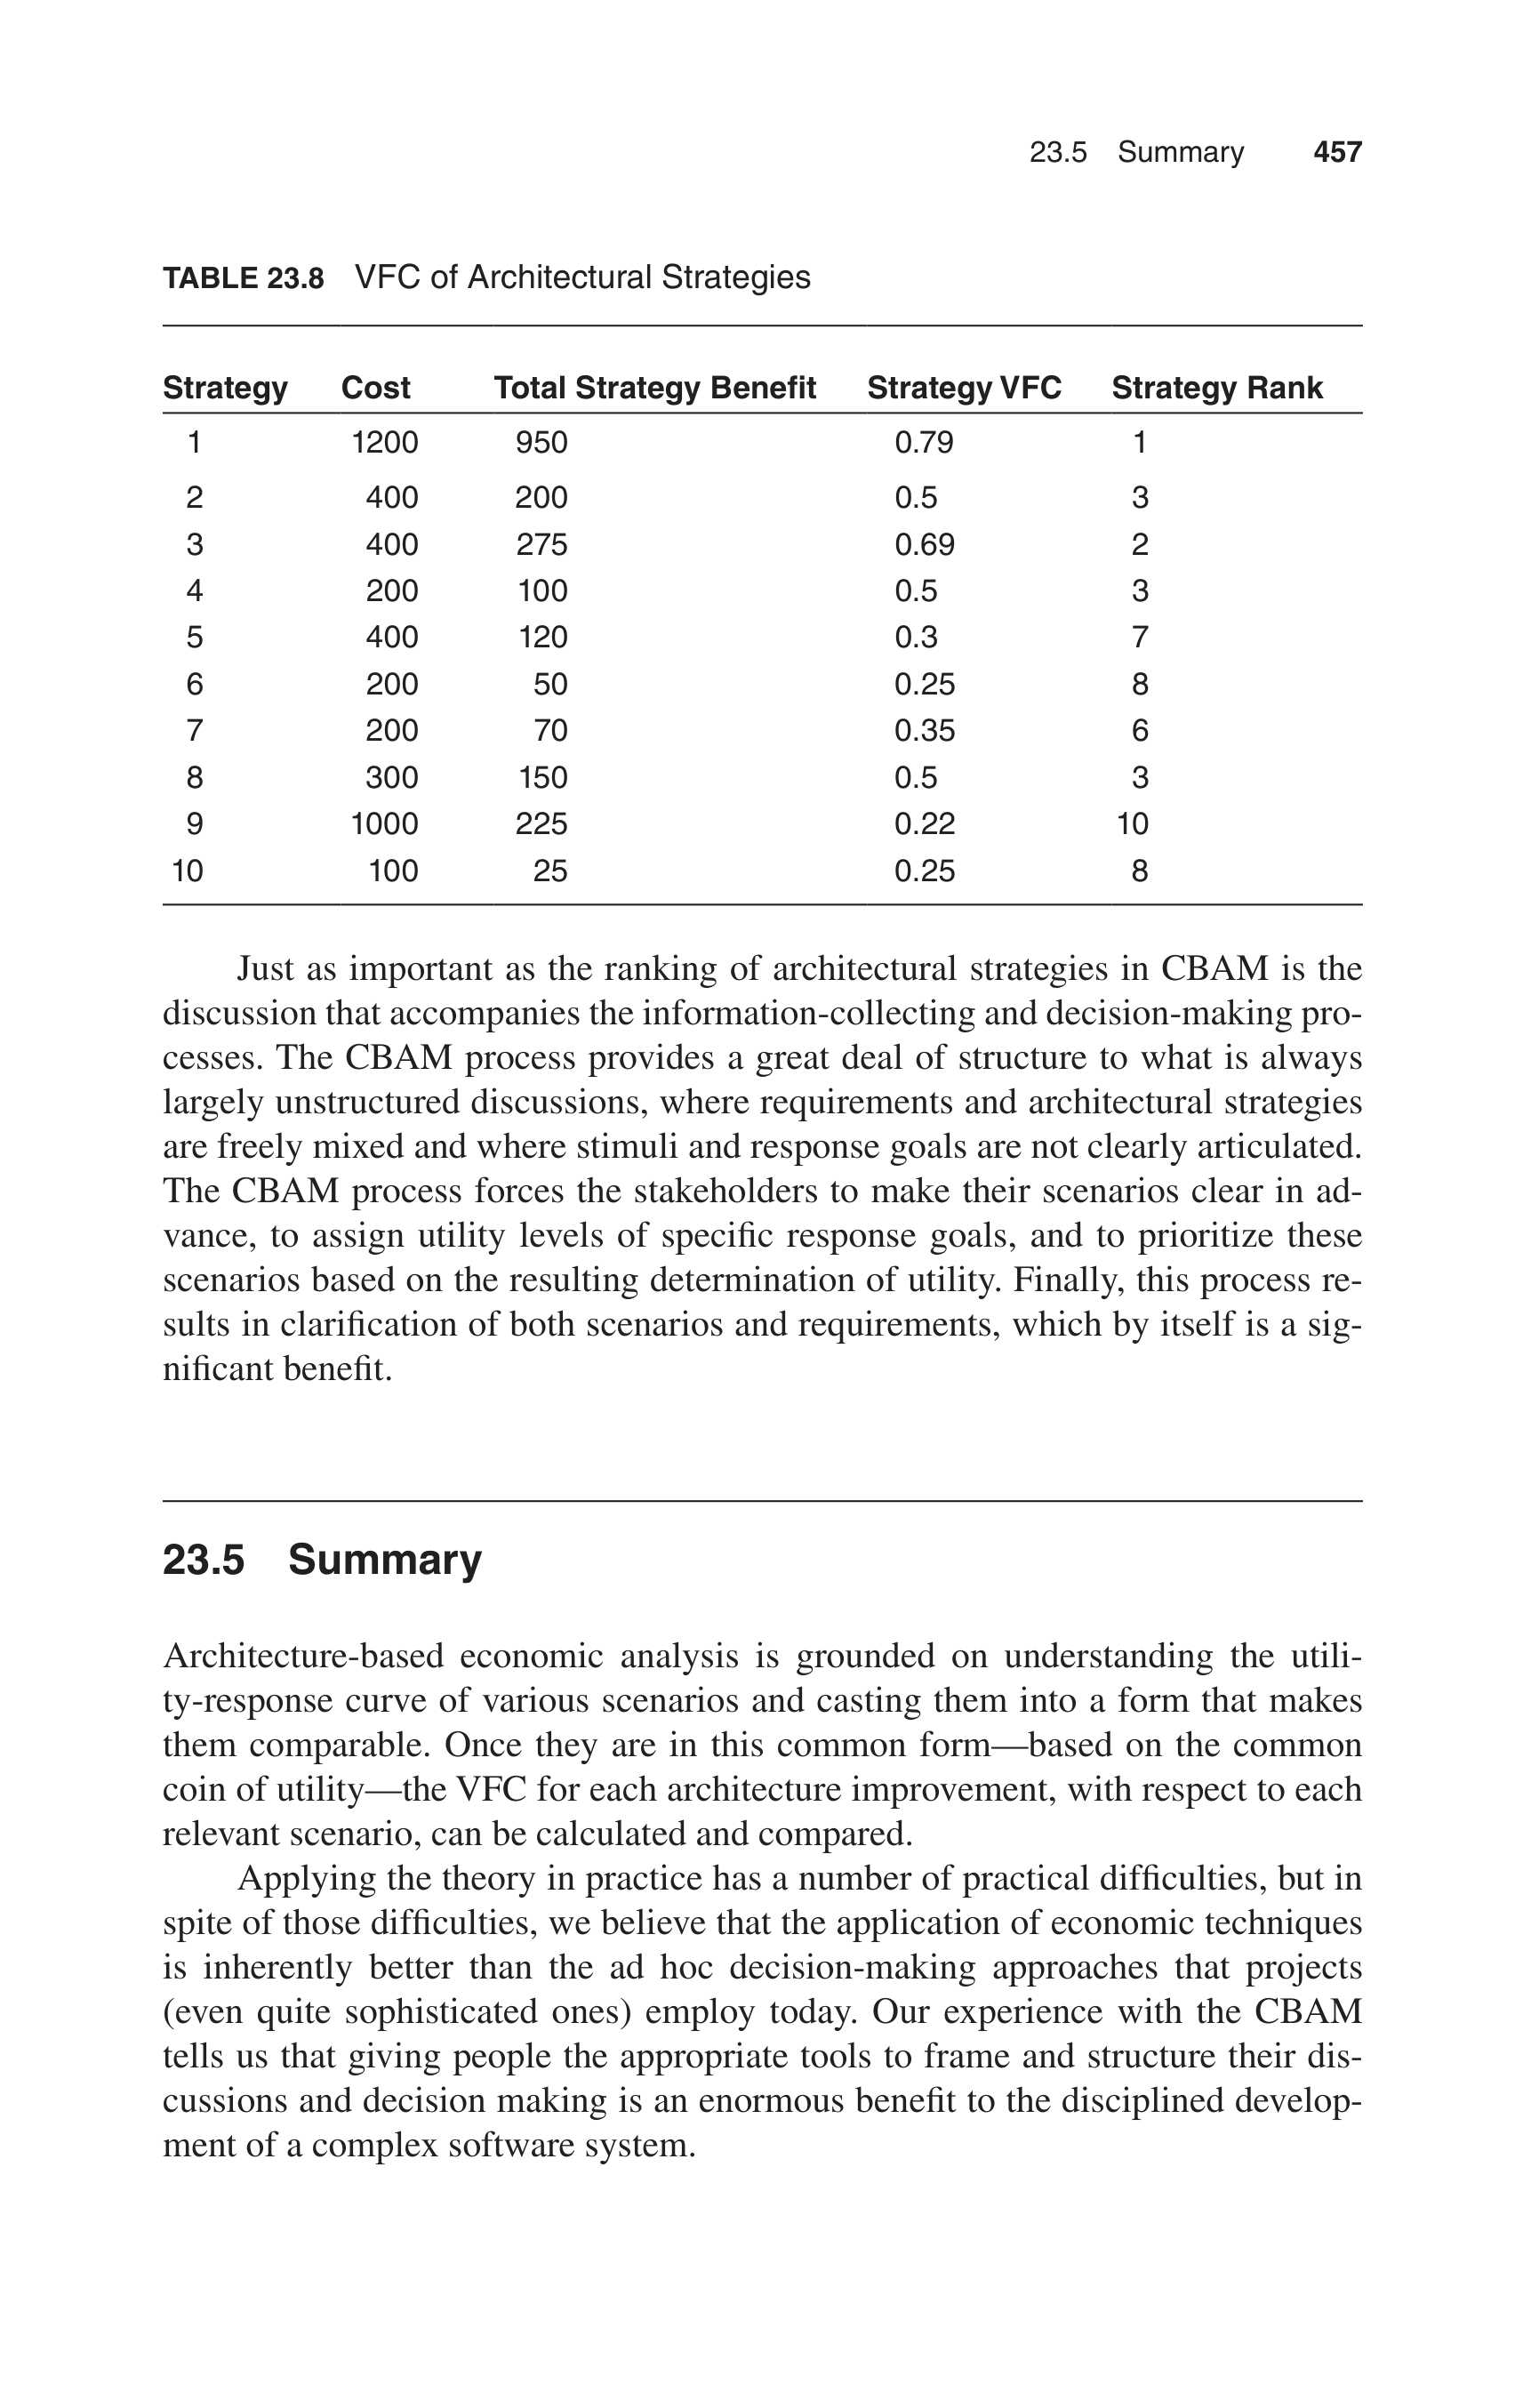 23.5 Summary 457
TABLE 23.8 VFC of Architectural Strategies
Strategy Cost Total Strategy Benefit Strategy VFC Strategy Rank
1 1200 950 0.79 1
2 400 200 0.5 3
3 400 275 0.69 2
4 200 100 0.5 3
5 400 120 0.3 7
6 200 50 0.25 8
7 200 70 0.35 6
8 300 150 0.5 3
9 1000 225 0.22 10
10 100 25 0.25 8
Just as important as the ranking of architectural strategies in CBAM is the
discussion that accompanies the information-collecting and decision-making pro-
cesses. The CBAM process provides a great deal of structure to what is always
largely unstructured discussions, where requirements and architectural strategies
are freely mixed and where stimuli and response goals are not clearly articulated.
The CBAM process forces the stakeholders to make their scenarios clear in ad-
vance, to assign utility levels of specific response goals, and to prioritize these
scenarios based on the resulting determination of utility. Finally, this process re-
sults in clarification of both scenarios and requirements, which by itself is a sig-
nificant benefit.
23.5 Summary
Architecture-based economic analysis is grounded on understanding the utili-
ty-response curve of various scenarios and casting them into a form that makes
them comparable. Once they are in this common form—based on the common
coin of utility—the VFC for each architecture improvement, with respect to each
relevant scenario, can be calculated and compared.
Applying the theory in practice has a number of practical difficulties, but in
spite of those difficulties, we believe that the application of economic techniques
is inherently better than the ad hoc decision-making approaches that projects
(even quite sophisticated ones) employ today. Our experience with the CBAM
tells us that giving people the appropriate tools to frame and structure their dis-
cussions and decision making is an enormous benefit to the disciplined develop-
ment of a complex software system.